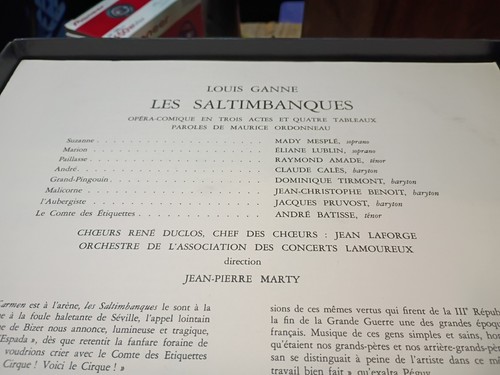 Pioneer
LOUIS GANNE
LES SALTIMBANQUES
OPÉRA-COMIQUE EN TROIS ACTES ET QUATRE TABLEAUX
PAROLES DE MAURICE ORDONNEAU
Suzanne . . . . . . . . . . . . . . . . . . . . MADY MESPLÉ, soprano
Marion . . . . . . . . . . . . . . . . . . . . ELIANE LUBLIN, soprano
Paillasse . . . . . . . . . . . . . . . . . . . . RAYMOND AMADE, ténor
André . . . . . . . . . . . . . . . . . . . . CLAUDE CALÈS, baryton
Grand-Pingouin . . . . . . . . . . . . . . . . DOMINIQUE TIRMONT, baryton
Malicorne . . . . . . . . . . . . . . . . . . . . JEAN-CHRISTOPHE BENOIT, baryton
l'Aubergiste . . . . . . . . . . . . . . . . . . JACQUES PRUVOST, baryton
Le Comte des Etiquettes . . . . . . . . . . . . ANDRÉ BATISSE, ténor
CHŒURS RENÉ DUCLOS, CHEF DES CHŒURS : JEAN LAFORGE
ORCHESTRE DE L'ASSOCIATION DES CONCERTS LAMOUREUX
direction
JEAN-PIERRE MARTY
Carmen est à l'arène, les Saltimbanques le sont à la
e à la foule haletante de Séville, l'appel lointain
e de Bizet nous annonce, lumineuse et tragique,
Espada », dès que retentit la fanfare foraine de
voudrions crier avec le Comte des Etiquettes
Cirque ! Voici le Cirque ! »
sions de ces mêmes vertus qui firent de la IIIe Répub
la fin de la Grande Guerre une des grandes époqu
français. Musique de ces gens simples et sains, hon
qu'étaient nos grands-pères et nos arrière-grands-pè
san se distinguait à peine de l'artiste dans ce mê
travail bien fait » qu'exalta Péguy.